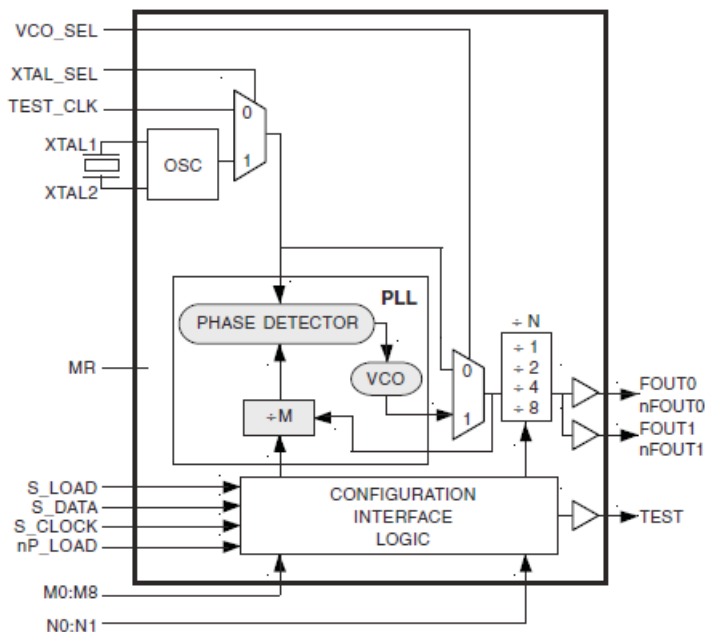 VCO_SEL
XTAL_SEL
TEST_CLK
0
XTAL1
OSC
1
XTAL2
PLL
PHASE DETECTOR
÷ N
÷ 1
÷ 2
÷ 4
÷ 8
MR
VCO
0
1
÷M
FOUT0
nFOUT0
FOUT1
nFOUT1
S_LOAD
S_DATA
S_CLOCK
nP_LOAD
CONFIGURATION
INTERFACE
LOGIC
TEST
M0:M8
N0:N1